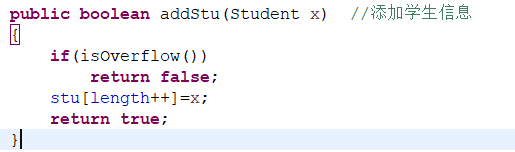 public boolean addStu(Student x)  //添加学生信息
{
    if(isOverflow())
        return false;
    stu[length++]=x;
    return true;
}